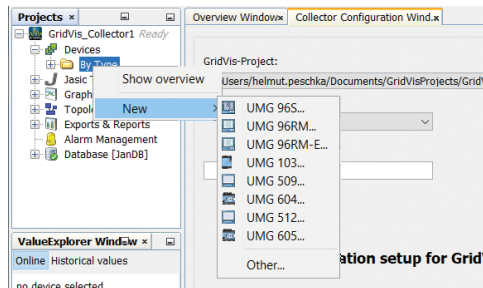 Projects ×
Overview Window×
Collector Configuration Wind.×
GridVis_Collector1 Ready
Devices
By Type
Jasic
Graph
Topol
Exports & Reports
Alarm Management
Database [JanDB]
Show overview
New
UMG 96S...
UMG 96RM...
UMG 96RM-E...
UMG 103...
UMG 509...
UMG 604...
UMG 512...
UMG 605...
Other...
GridVis-Project:
Users/helmut.peschka/Documents/GridVisProjects/Grid
ation setup for Grid
ValueExplorer Window ×
Online Historical values
no device selected